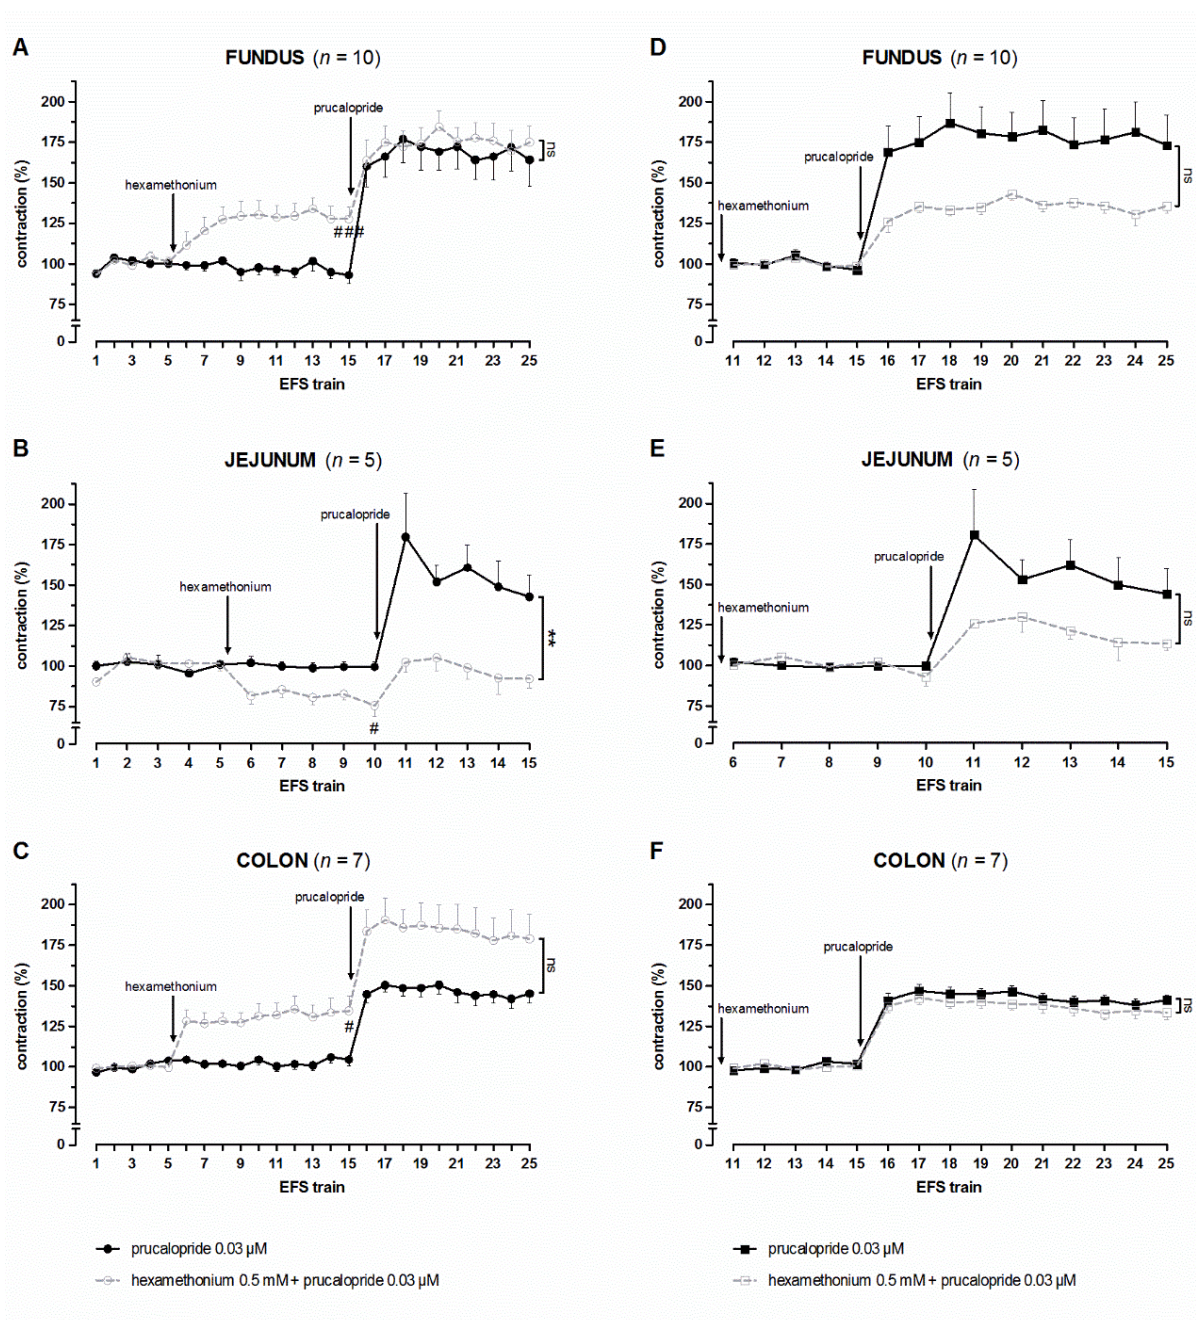 A
FUNDUS (n = 10)
contraction (%)
200
175
150
125
100
75
0
hexamethonium
prucalopride
###
ns
1 3 5 7 9 11 13 15 17 19 21 23 25
EFS train
D
FUNDUS (n = 10)
contraction (%)
200
175
150
125
100
75
0
hexamethonium
prucalopride
ns
11 12 13 14 15 16 17 18 19 20 21 22 23 24 25
EFS train
B
JEJUNUM (n = 5)
contraction (%)
200
175
150
125
100
75
0
hexamethonium
prucalopride
#
**
1 2 3 4 5 6 7 8 9 10 11 12 13 14 15
EFS train
E
JEJUNUM (n = 5)
contraction (%)
200
175
150
125
100
75
0
hexamethonium
prucalopride
ns
6 7 8 9 10 11 12 13 14 15
EFS train
C
COLON (n = 7)
contraction (%)
200
175
150
125
100
75
0
hexamethonium
prucalopride
#
ns
1 3 5 7 9 11 13 15 17 19 21 23 25
EFS train
F
COLON (n = 7)
contraction (%)
200
175
150
125
100
75
0
hexamethonium
prucalopride
ns
11 12 13 14 15 16 17 18 19 20 21 22 23 24 25
EFS train
prucalopride 0.03 µM
hexamethonium 0.5 mM + prucalopride 0.03 µM
prucalopride 0.03 µM
hexamethonium 0.5 mM + prucalopride 0.03 µM